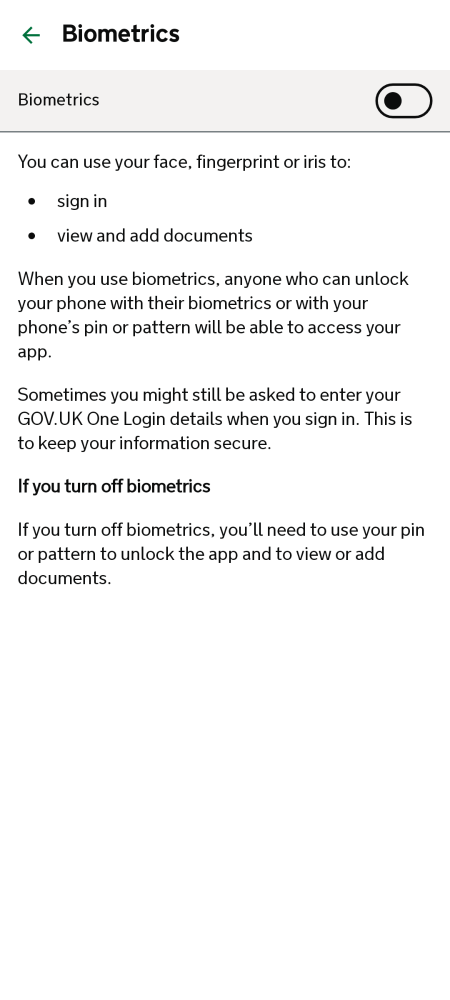 Biometrics
Biometrics
You can use your face, fingerprint or iris to:
• sign in
• view and add documents
When you use biometrics, anyone who can unlock
your phone with their biometrics or with your
phone’s pin or pattern will be able to access your
app.
Sometimes you might still be asked to enter your
GOV.UK One Login details when you sign in. This is
to keep your information secure.
If you turn off biometrics
If you turn off biometrics, you’ll need to use your pin
or pattern to unlock the app and to view or add
documents.